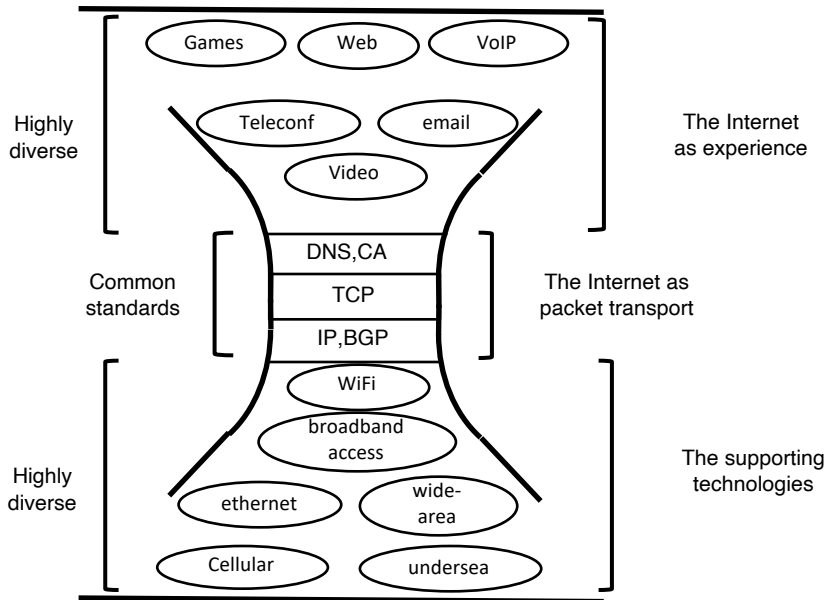 Games
Web
VoIP
Highly
diverse
Teleconf
email
The Internet
as experience
Video
DNS,CA
Common
standards
TCP
The Internet as
packet transport
IP,BGP
WiFi
broadband
access
Highly
diverse
ethernet
wide-
area
The supporting
technologies
Cellular
undersea